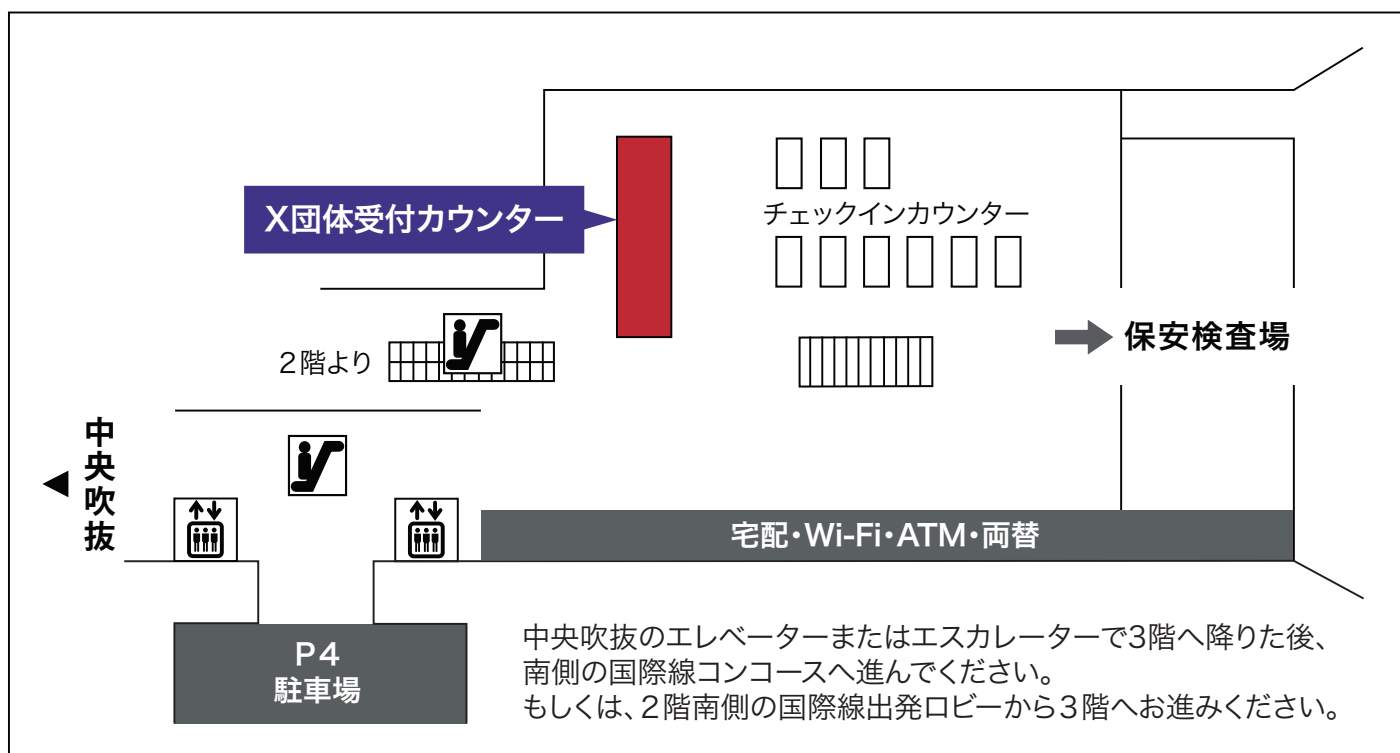 X団体受付カウンター
チェックインカウンター
2階より
保安検査場
中央吹抜
宅配・Wi-Fi・ATM・両替
P4
駐車場
中央吹抜のエレベーターまたはエスカレーターで3階へ降りた後、
南側の国際線コンコースへ進んでください。
もしくは、2階南側の国際線出発ロビーから3階へお進みください。